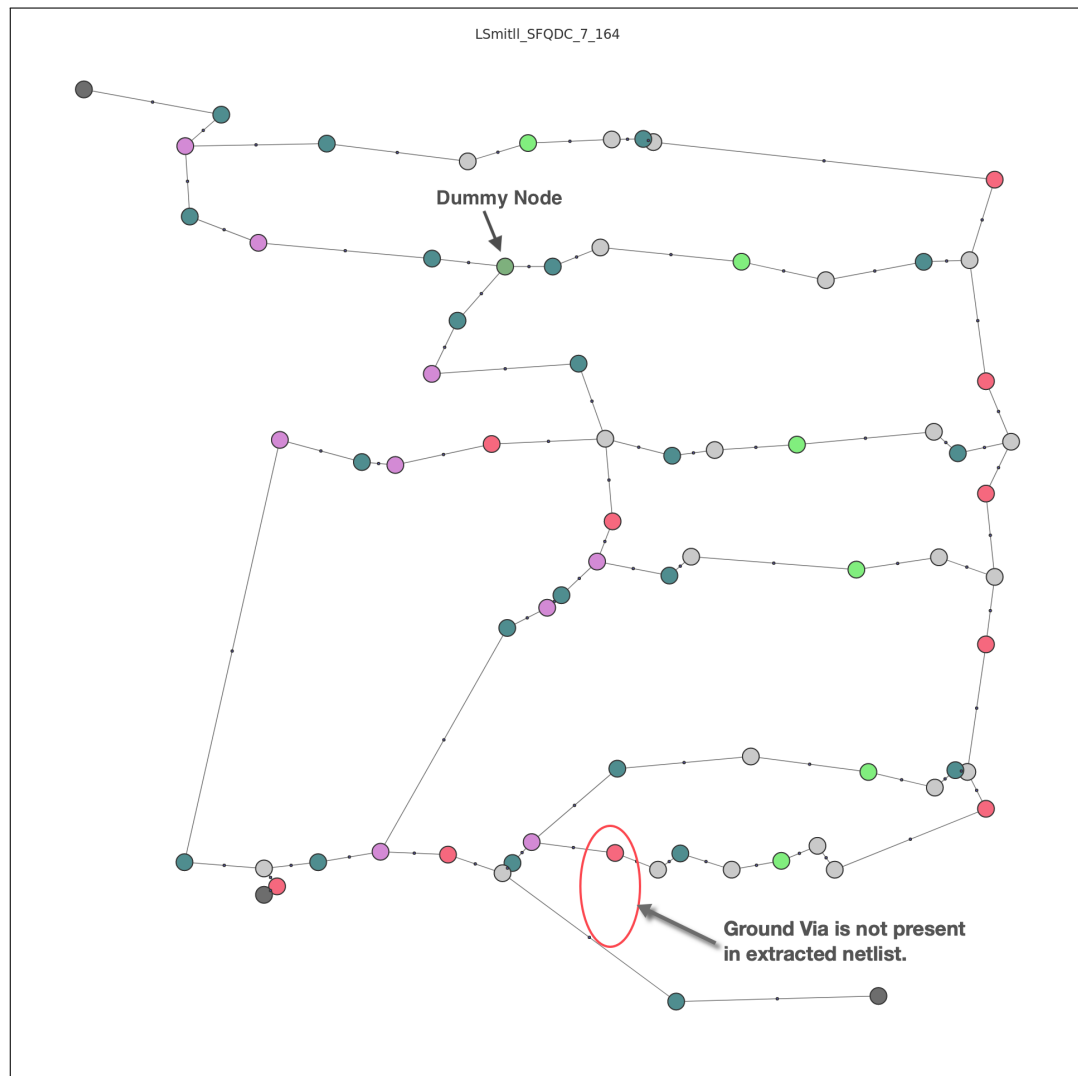 LSmitll_SFQDC_7_164
Dummy Node
Ground Via is not present
in extracted netlist.